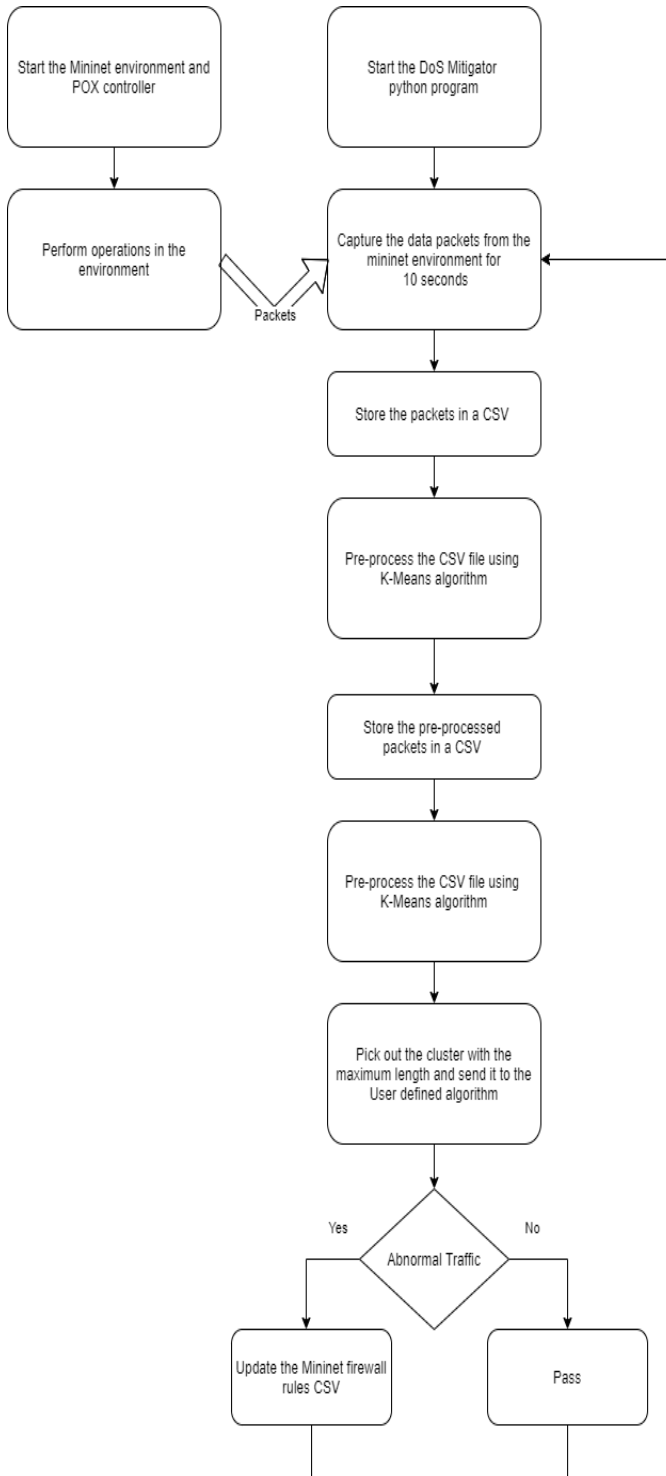 Start the Mininet environment and
POX controller
Start the DoS Mitigator
python program
Perform operations in the
environment
Packets
Capture the data packets from the
mininet environment for
10 seconds
Store the packets in a CSV
Pre-process the CSV file using
K-Means algorithm
Store the pre-processed
packets in a CSV
Pre-process the CSV file using
K-Means algorithm
Pick out the cluster with the
maximum length and send it to the
User defined algorithm
Yes
No
Abnormal Traffic
Update the Mininet firewall
rules CSV
Pass